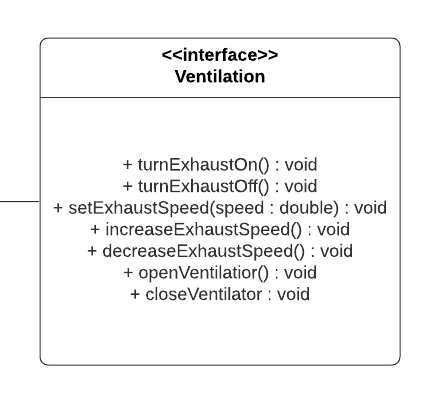 <<interface>>
Ventilation
+ turnExhaustOn() : void
+ turnExhaustOff() : void
+ setExhaustSpeed(speed : double) : void
+ increaseExhaustSpeed() : void
+ decreaseExhaustSpeed() : void
+ openVentilatior() : void
+ closeVentilator : void